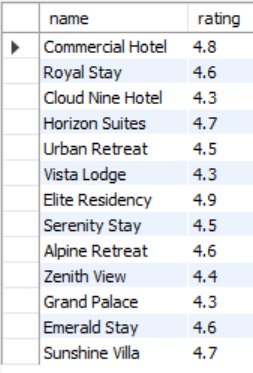 name rating
Commercial Hotel 4.8
Royal Stay 4.6
Cloud Nine Hotel 4.3
Horizon Suites 4.7
Urban Retreat 4.5
Vista Lodge 4.3
Elite Residency 4.9
Serenity Stay 4.5
Alpine Retreat 4.6
Zenith View 4.4
Grand Palace 4.3
Emerald Stay 4.6
Sunshine Villa 4.7